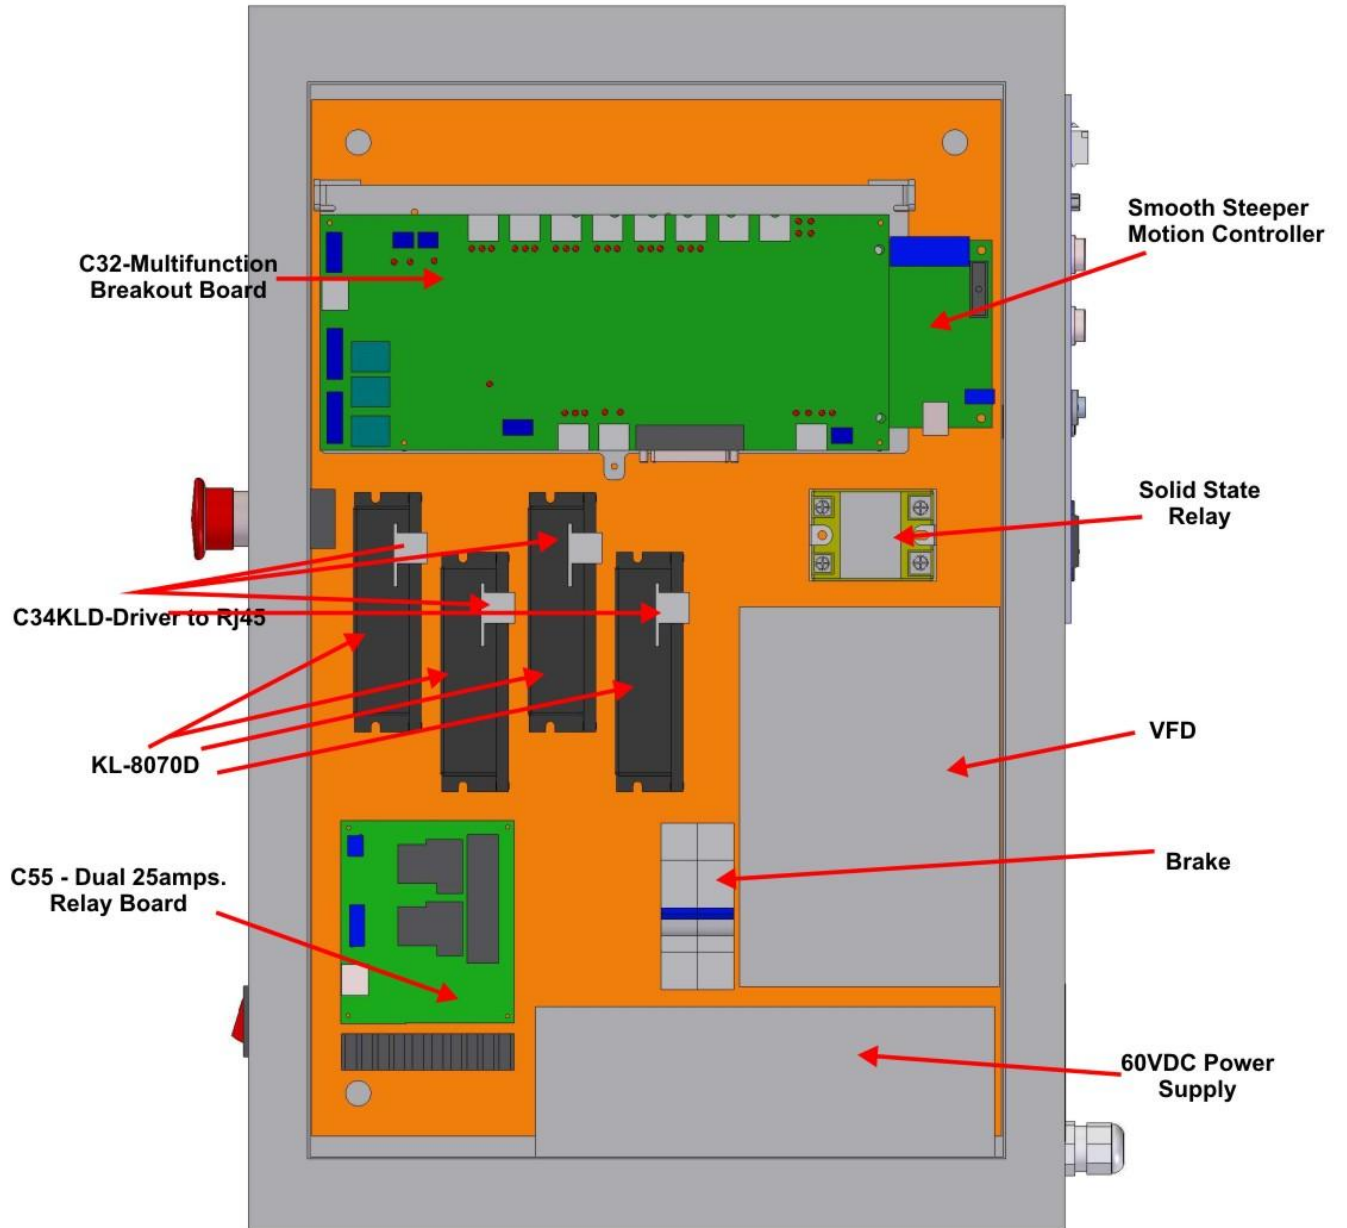 Smooth Steeper
Motion Controller
C32-Multifunction
Breakout Board
Solid State
Relay
C34KLD-Driver to Rj45
KL-8070D
VFD
Brake
C55 - Dual 25amps.
Relay Board
60VDC Power
Supply